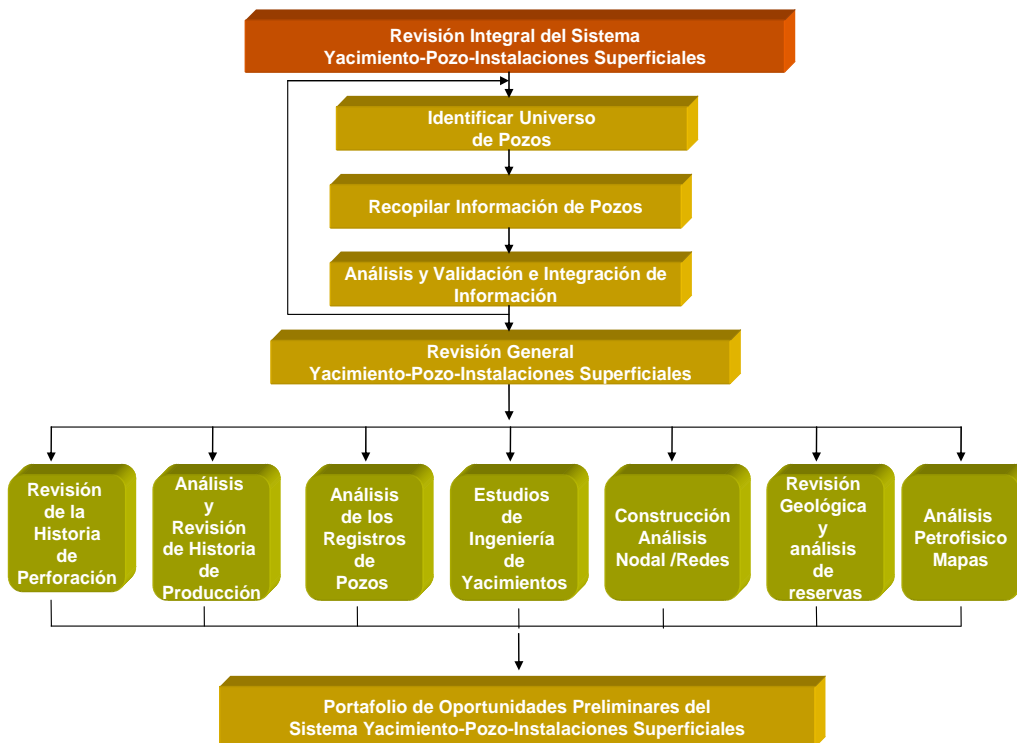 Revisión Integral del Sistema
Yacimiento-Pozo-Instalaciones Superficiales
Identificar Universo
de Pozos
Recopilar Información de Pozos
Análisis y Validación e Integración de
Información
Revisión General
Yacimiento-Pozo-Instalaciones Superficiales
Revisión
de la
Historia
de
Perforación
Análisis
y
Revisión
de Historia
de
Producción
Análisis
de los
Registros
de
Pozos
Estudios
de
Ingeniería
de
Yacimientos
Construcción
Análisis
Nodal /Redes
Revisión
Geológica
y
análisis
de
reservas
Análisis
Petrofisico
Mapas
Portafolio de Oportunidades Preliminares del
Sistema Yacimiento-Pozo-Instalaciones Superficiales